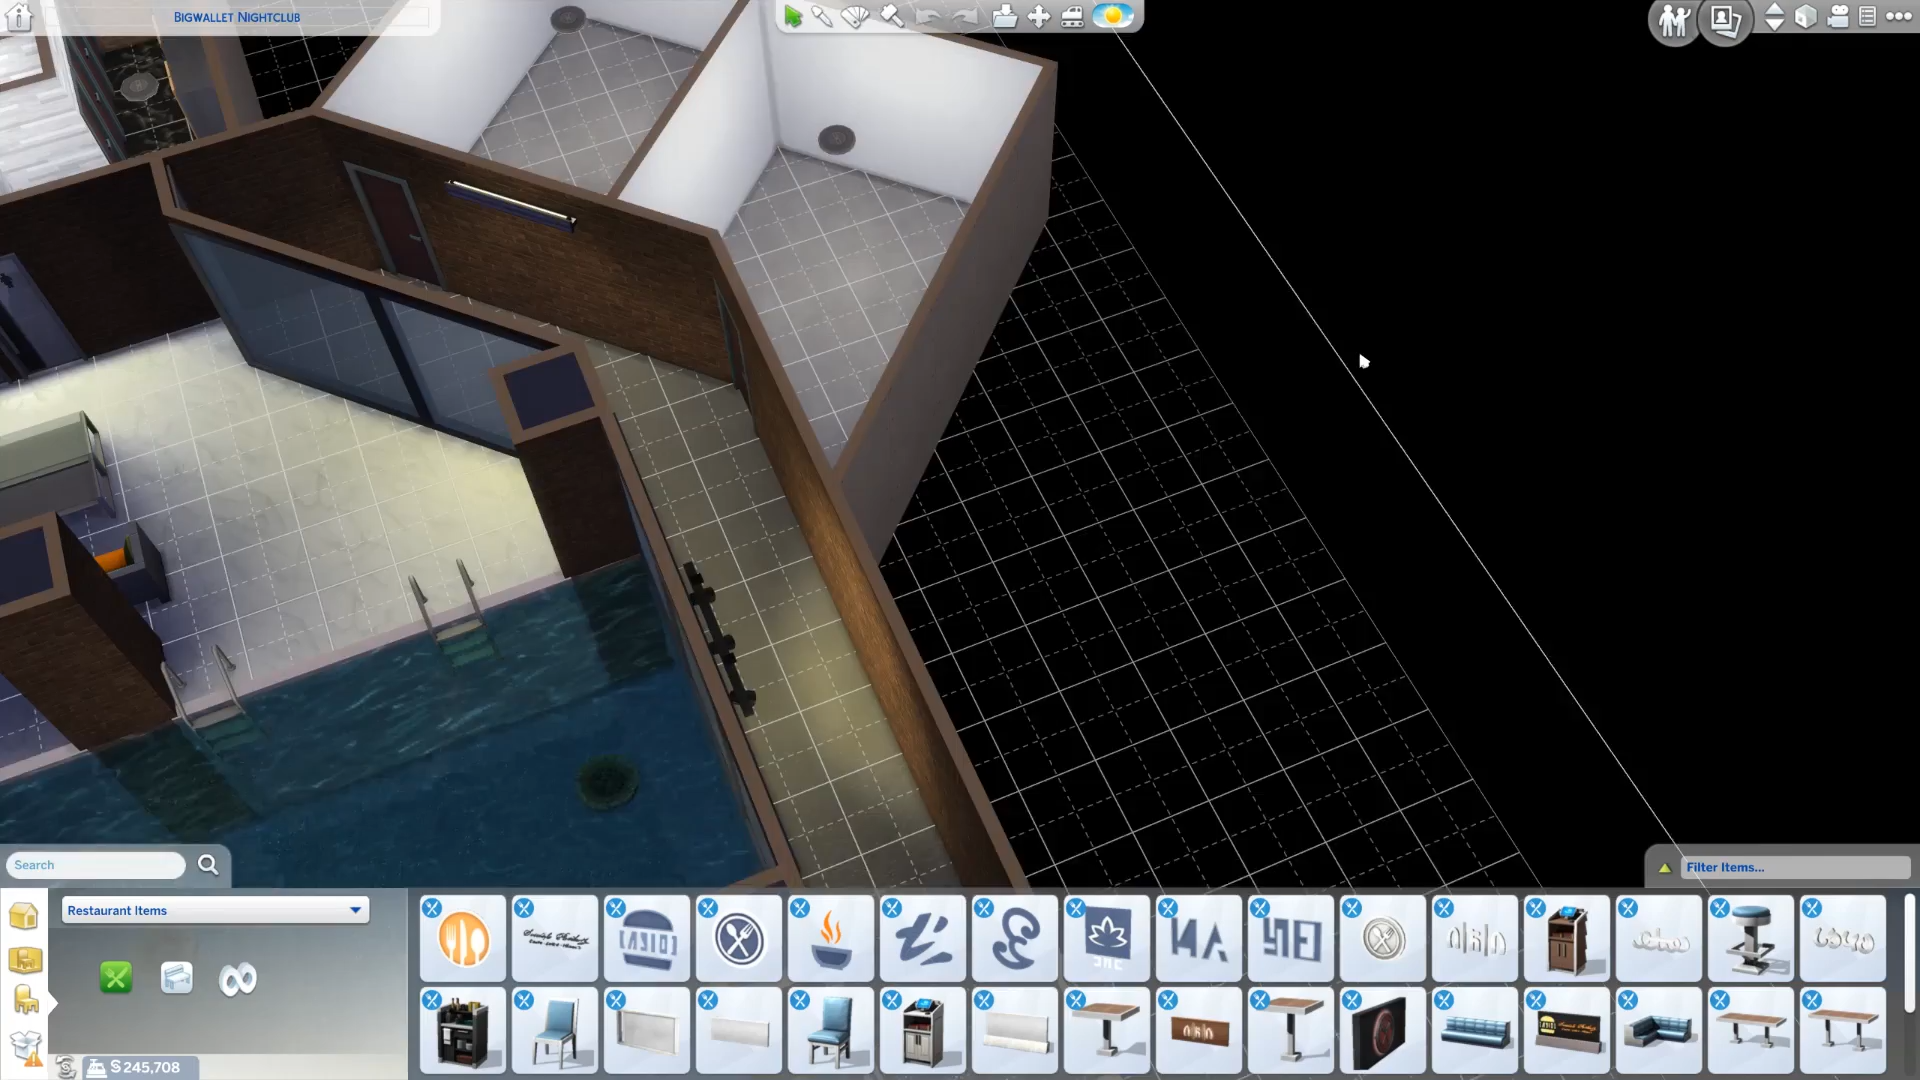 Bigwallet Nightclub
Search
Filter Items...
Restaurant Items
§245,708